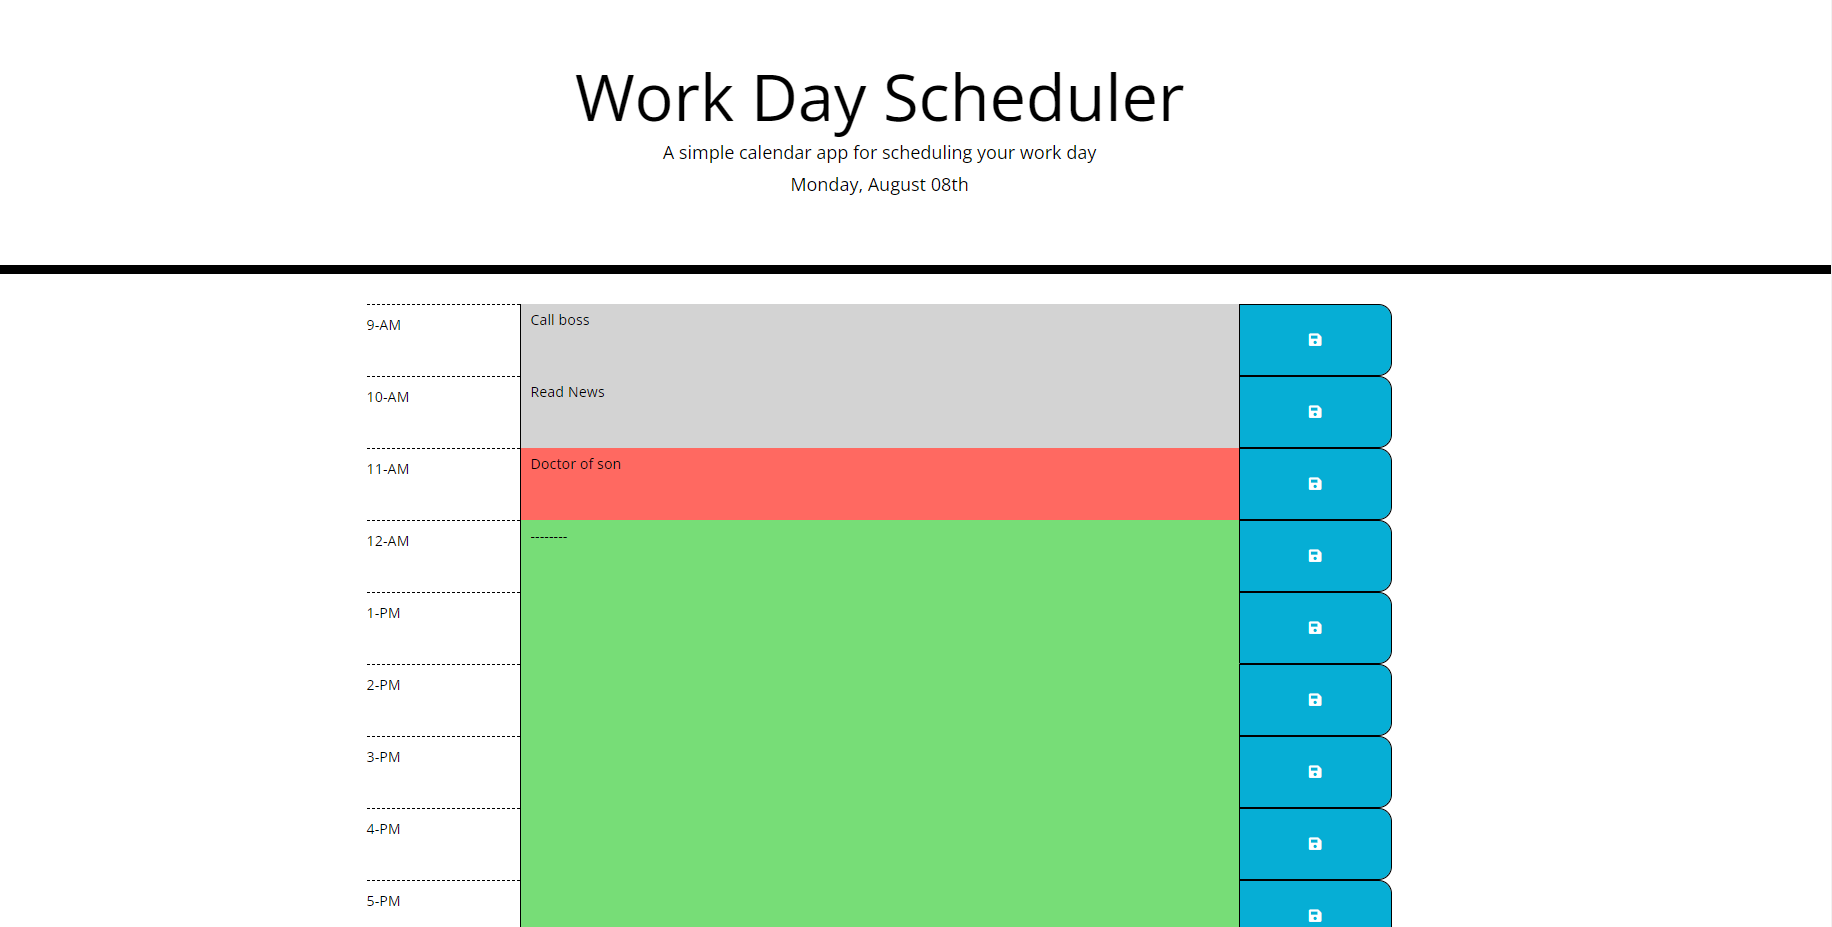 Work Day Scheduler
A simple calendar app for scheduling your work day
Monday, August 08th
9-AM Call boss
10-AM Read News
11-AM Doctor of son
12-AM --------
1-PM
2-PM
3-PM
4-PM
5-PM